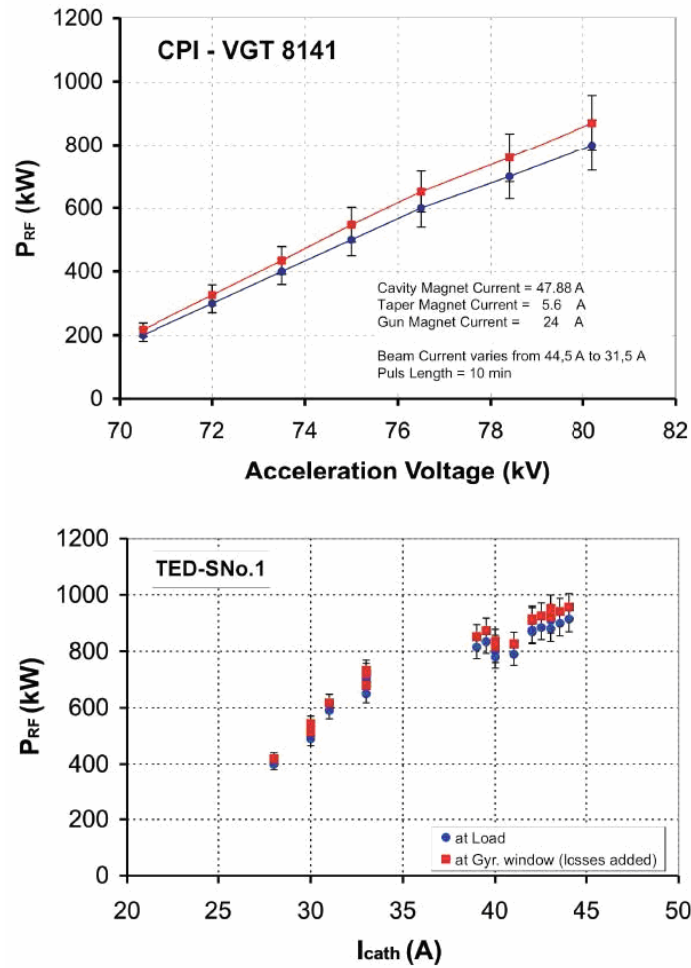 1200
CPI - VGT 8141
1000
800
600
400
200
0
PRF (kW)
Cavity Magnet Current = 47.88 A
Taper Magnet Current = 5.6 A
Gun Magnet Current = 24 A
Beam Current varies from 44,5 A to 31,5 A
Puls Length = 10 min
70 72 74 76 78 80 82
Acceleration Voltage (kV)
1200
TED-SNo.1
1000
800
600
400
200
0
PRF (kW)
at Load
at Gyr. window (losses added)
20 25 30 35 40 45 50
Icath (A)